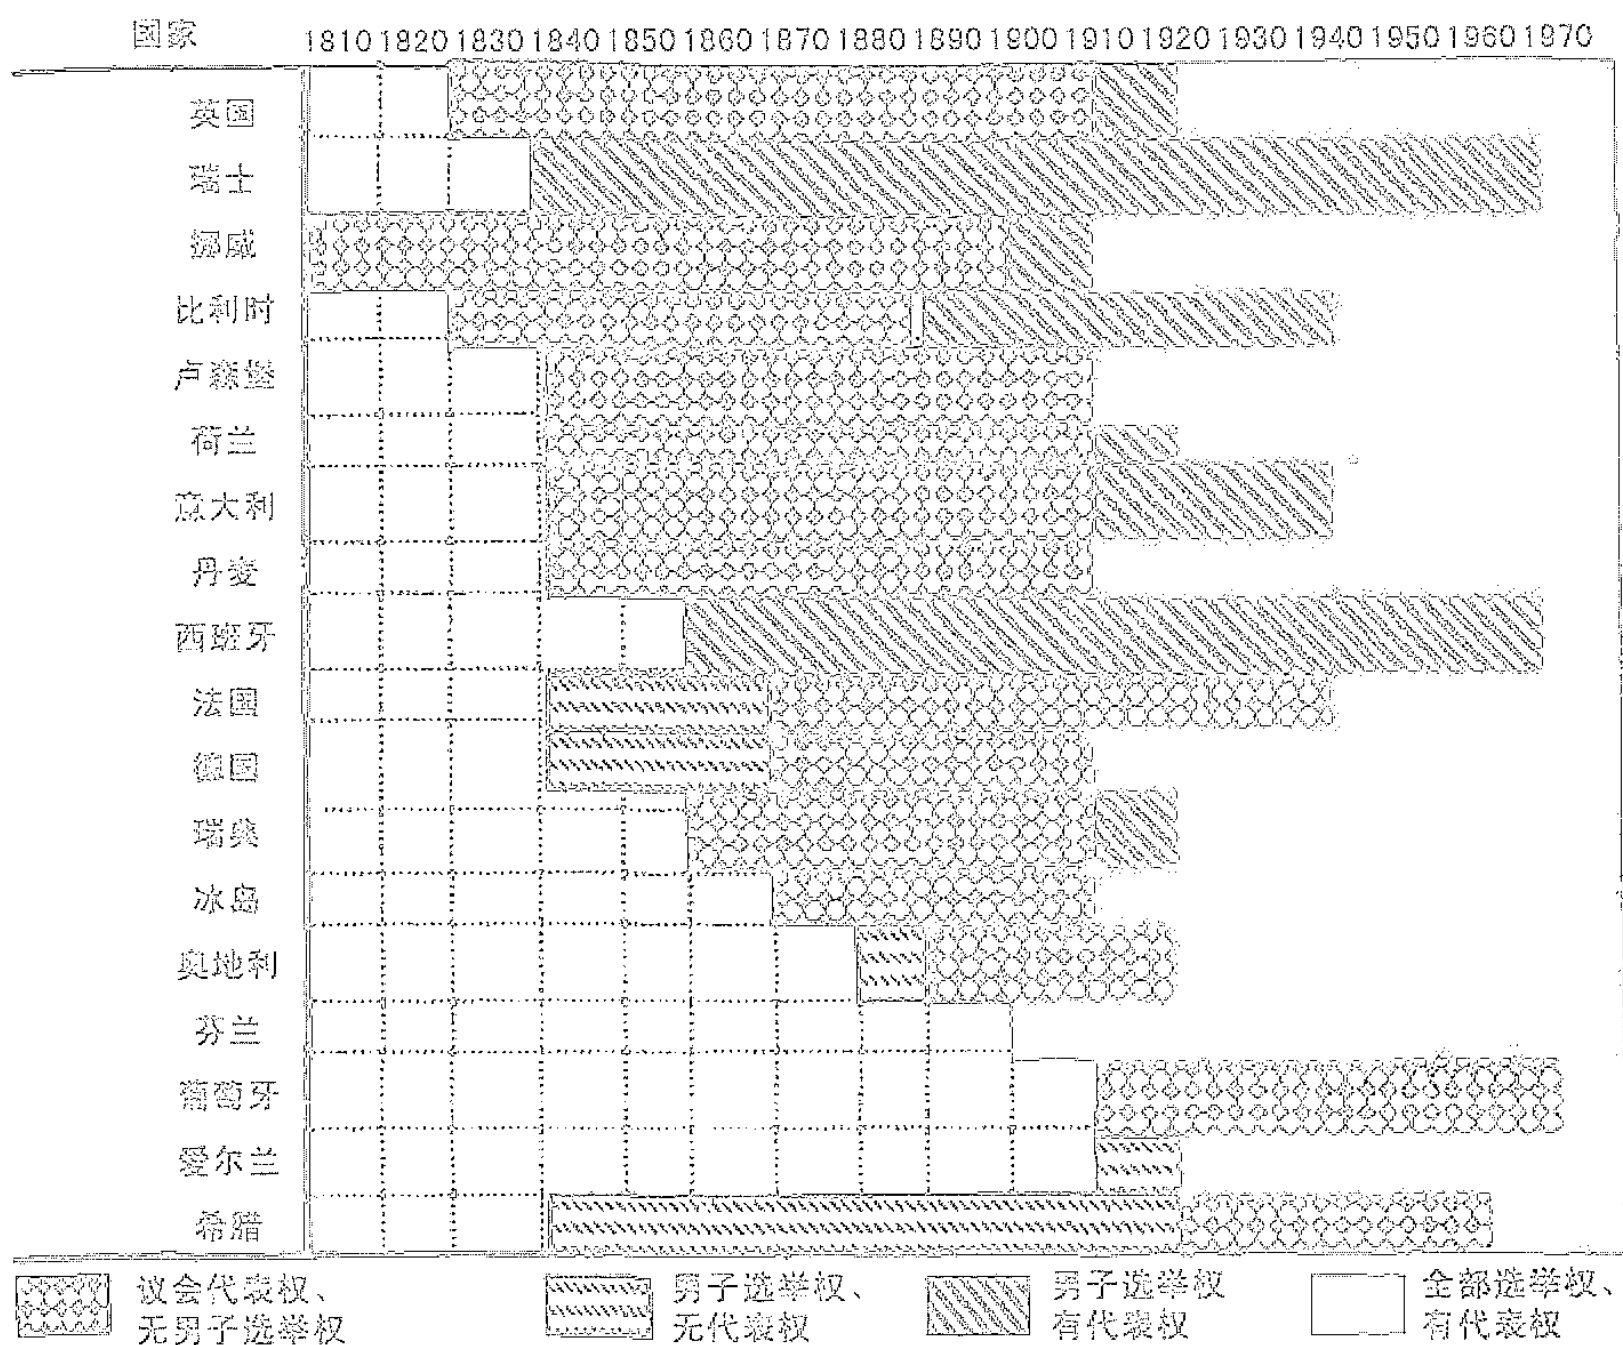 国家 1810 1820 1830 1840 1850 1860 1870 1880 1890 1900 1910 1920 1930 1940 1950 1960 1970
英国
瑞士
挪威
比利时
卢森堡
荷兰
意大利
丹麦
西班牙
法国
德国
瑞典
冰岛
奥地利
芬兰
葡萄牙
爱尔兰
希腊
议会代表权、 男子选举权、 男子选举权 全部选举权、
无男子选举权 无代表权 有代表权 有代表权